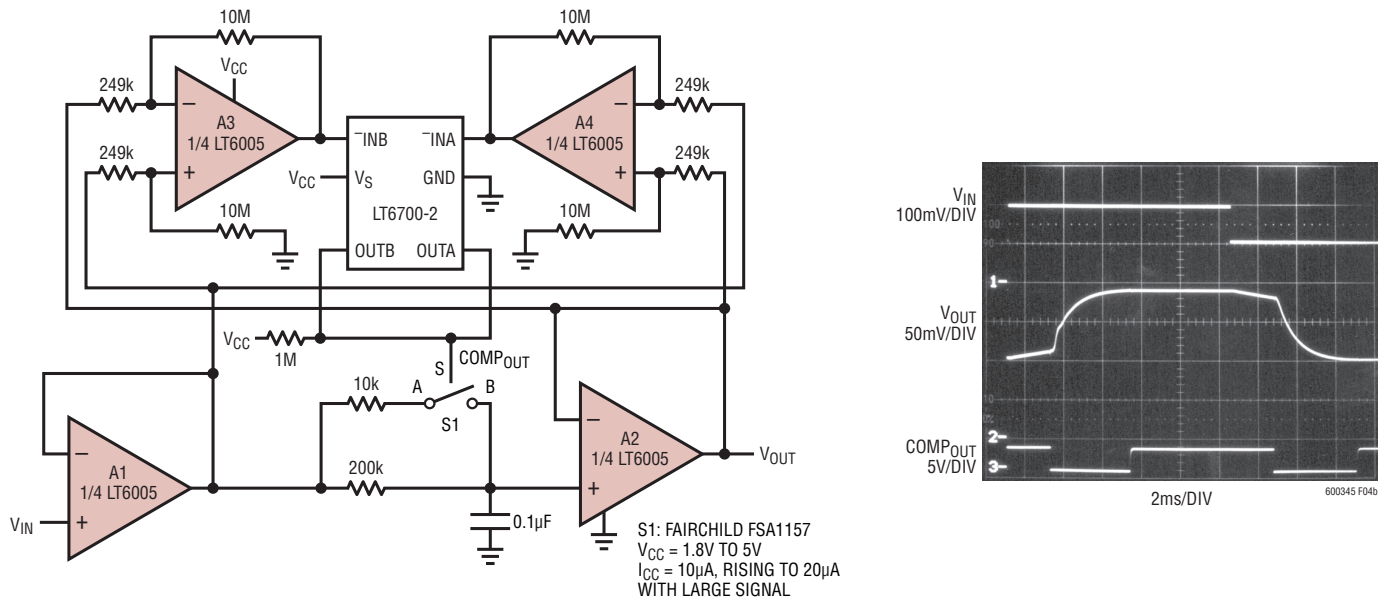 10M
10M
V_CC
249k
249k
−
−
A3
1/4 LT6005
A4
1/4 LT6005
249k
249k
+
+
¯INB
¯INA
V_CC
V_S
GND
LT6700-2
10M
10M
OUTB
OUTA
V_CC
1M
COMP_OUT
S
10k
A
B
S1
200k
−
A1
1/4 LT6005
V_IN
+
−
A2
1/4 LT6005
+
V_OUT
0.1µF
S1: FAIRCHILD FSA1157
V_CC = 1.8V TO 5V
I_CC = 10µA, RISING TO 20µA
WITH LARGE SIGNAL
V_IN
100mV/DIV
100
90
1-
V_OUT
50mV/DIV
10
2-
COMP_OUT
5V/DIV
3-
2ms/DIV
600345 F04b